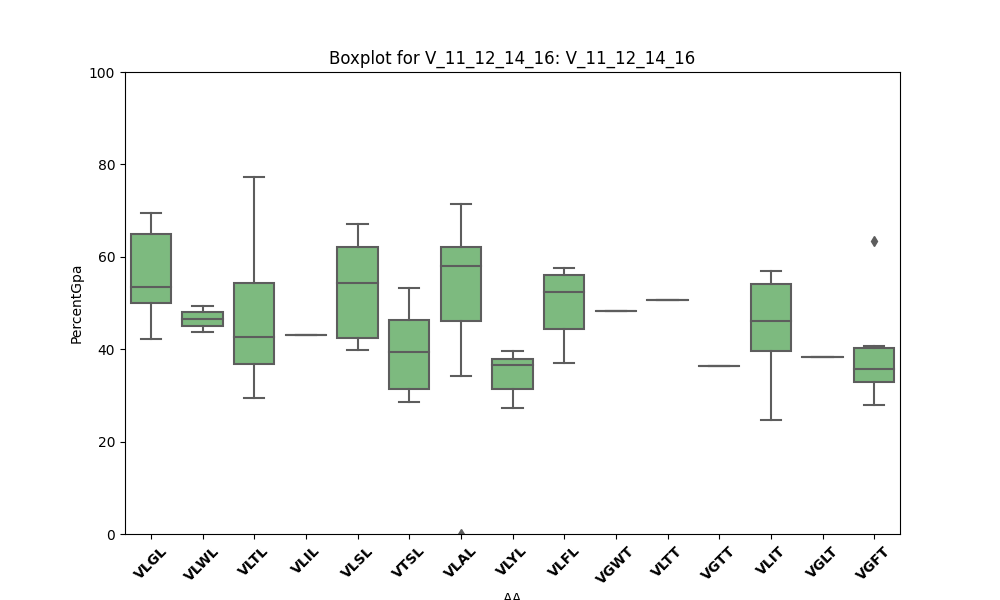 Boxplot for V_11_12_14_16: V_11_12_14_16
100
80
60
40
20
0
PercentGpa
VLGL
VLWL
VLTL
VLIL
VLSL
VTSL
VLAL
VLYL
VLFL
VGWT
VLTT
VGTT
VLIT
VGLT
VGFT
AA